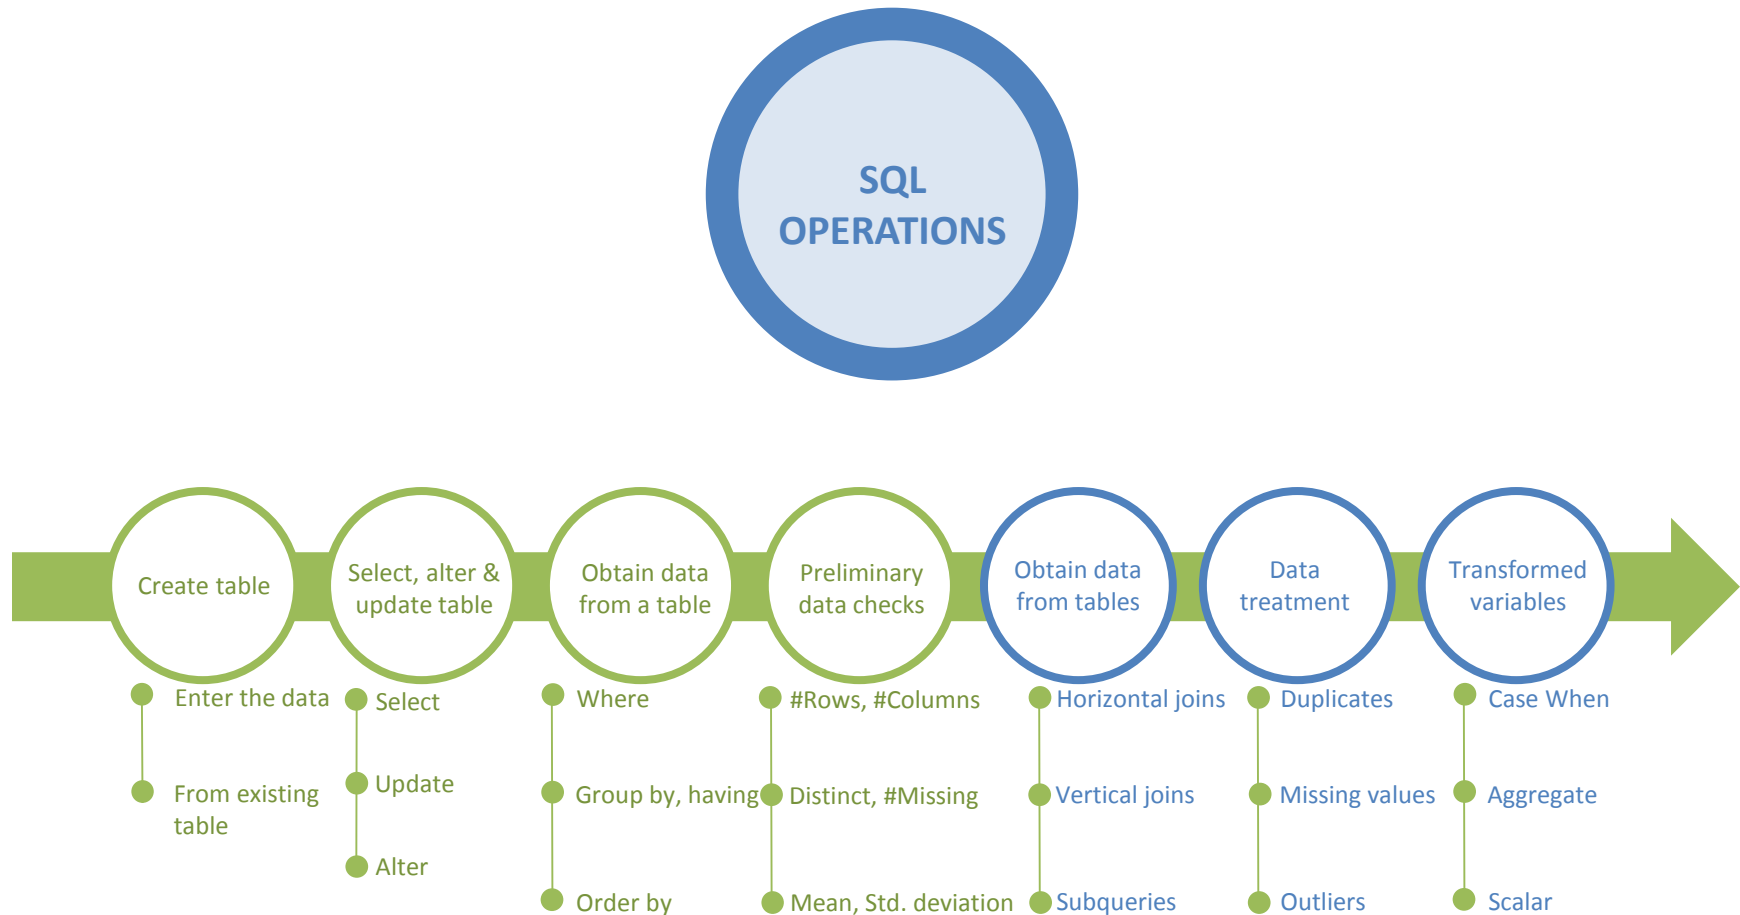 SQL
OPERATIONS
Create table
Select, alter &
update table
Obtain data
from a table
Preliminary
data checks
Obtain data
from tables
Data
treatment
Transformed
variables
Enter the data
From existing
table
Select
Update
Alter
Where
Group by, having
Order by
#Rows, #Columns
Distinct, #Missing
Mean, Std. deviation
Horizontal joins
Vertical joins
Subqueries
Duplicates
Missing values
Outliers
Case When
Aggregate
Scalar